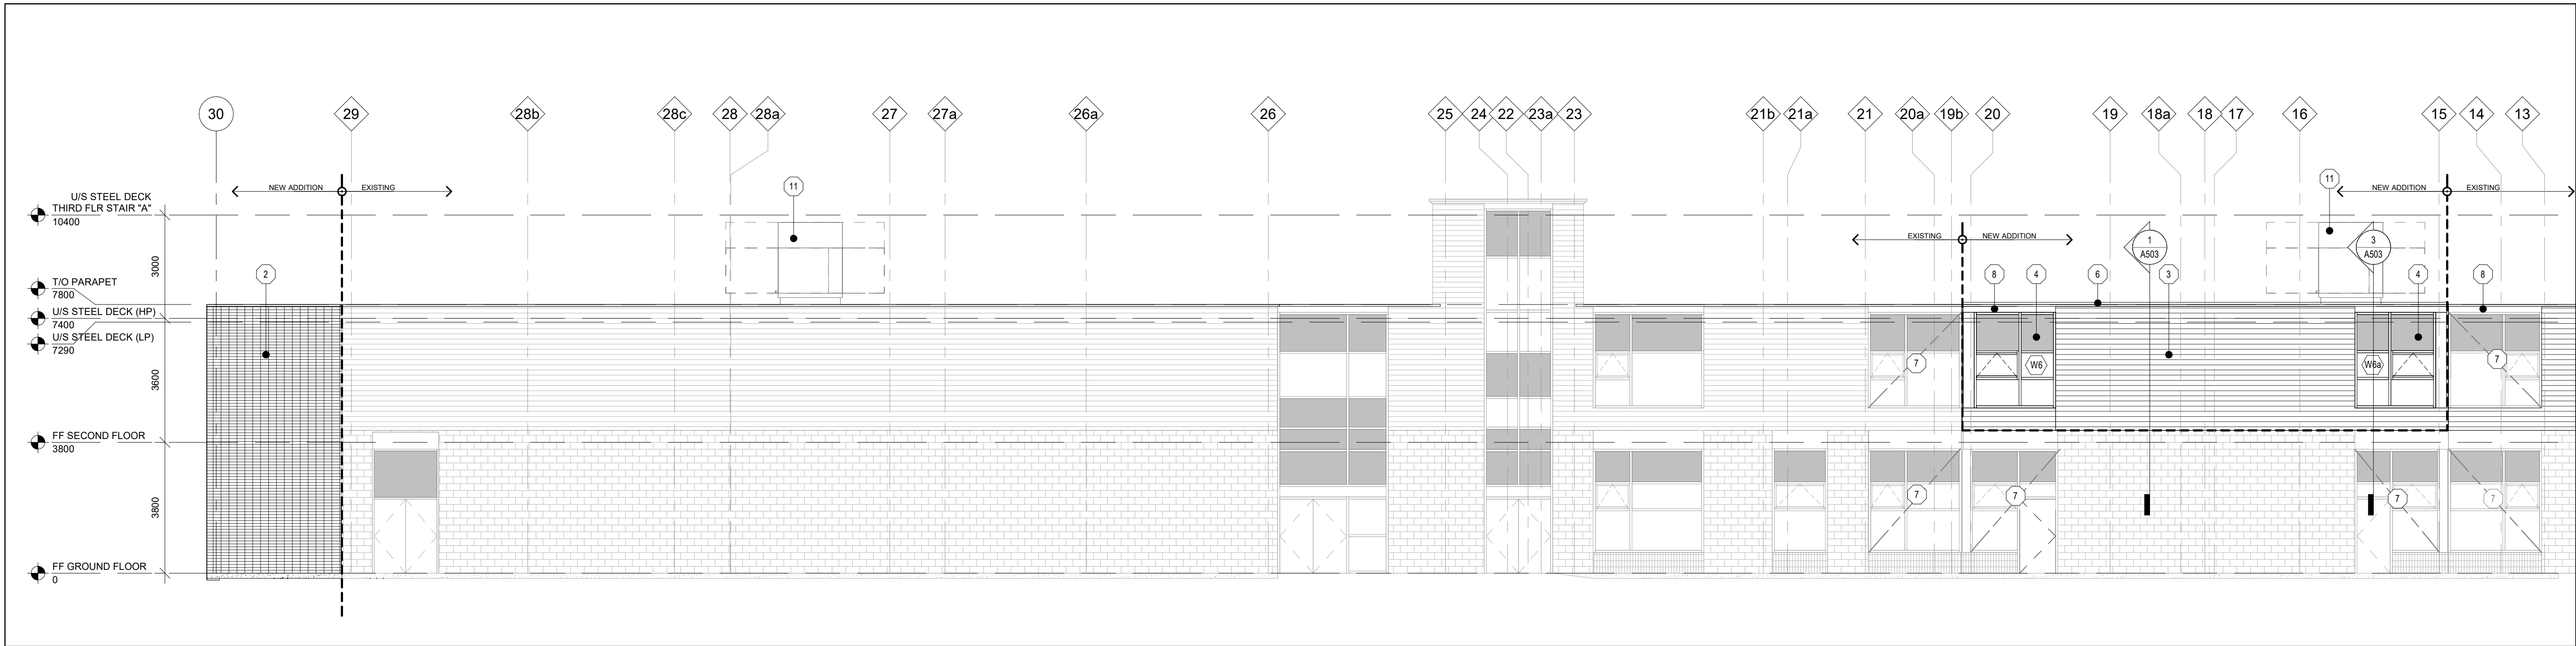 30
29
28b
28c
28
28a
27
27a
26a
26
25
24
22
23a
23
21b
21a
21
20a
19b
20
19
18a
18
17
16
15
14
13
NEW ADDITION
EXISTING
11
11
NEW ADDITION
EXISTING
U/S STEEL DECK
THIRD FLR STAIR "A"
10400
EXISTING
NEW ADDITION
1
A503
3
A503
3000
2
8
4
6
3
4
8
T/O PARAPET
7800
U/S STEEL DECK (HP)
7400
U/S STEEL DECK (LP)
7290
7
W6
W6a
7
3600
FF SECOND FLOOR
3800
7
7
7
7
3800
FF GROUND FLOOR
0